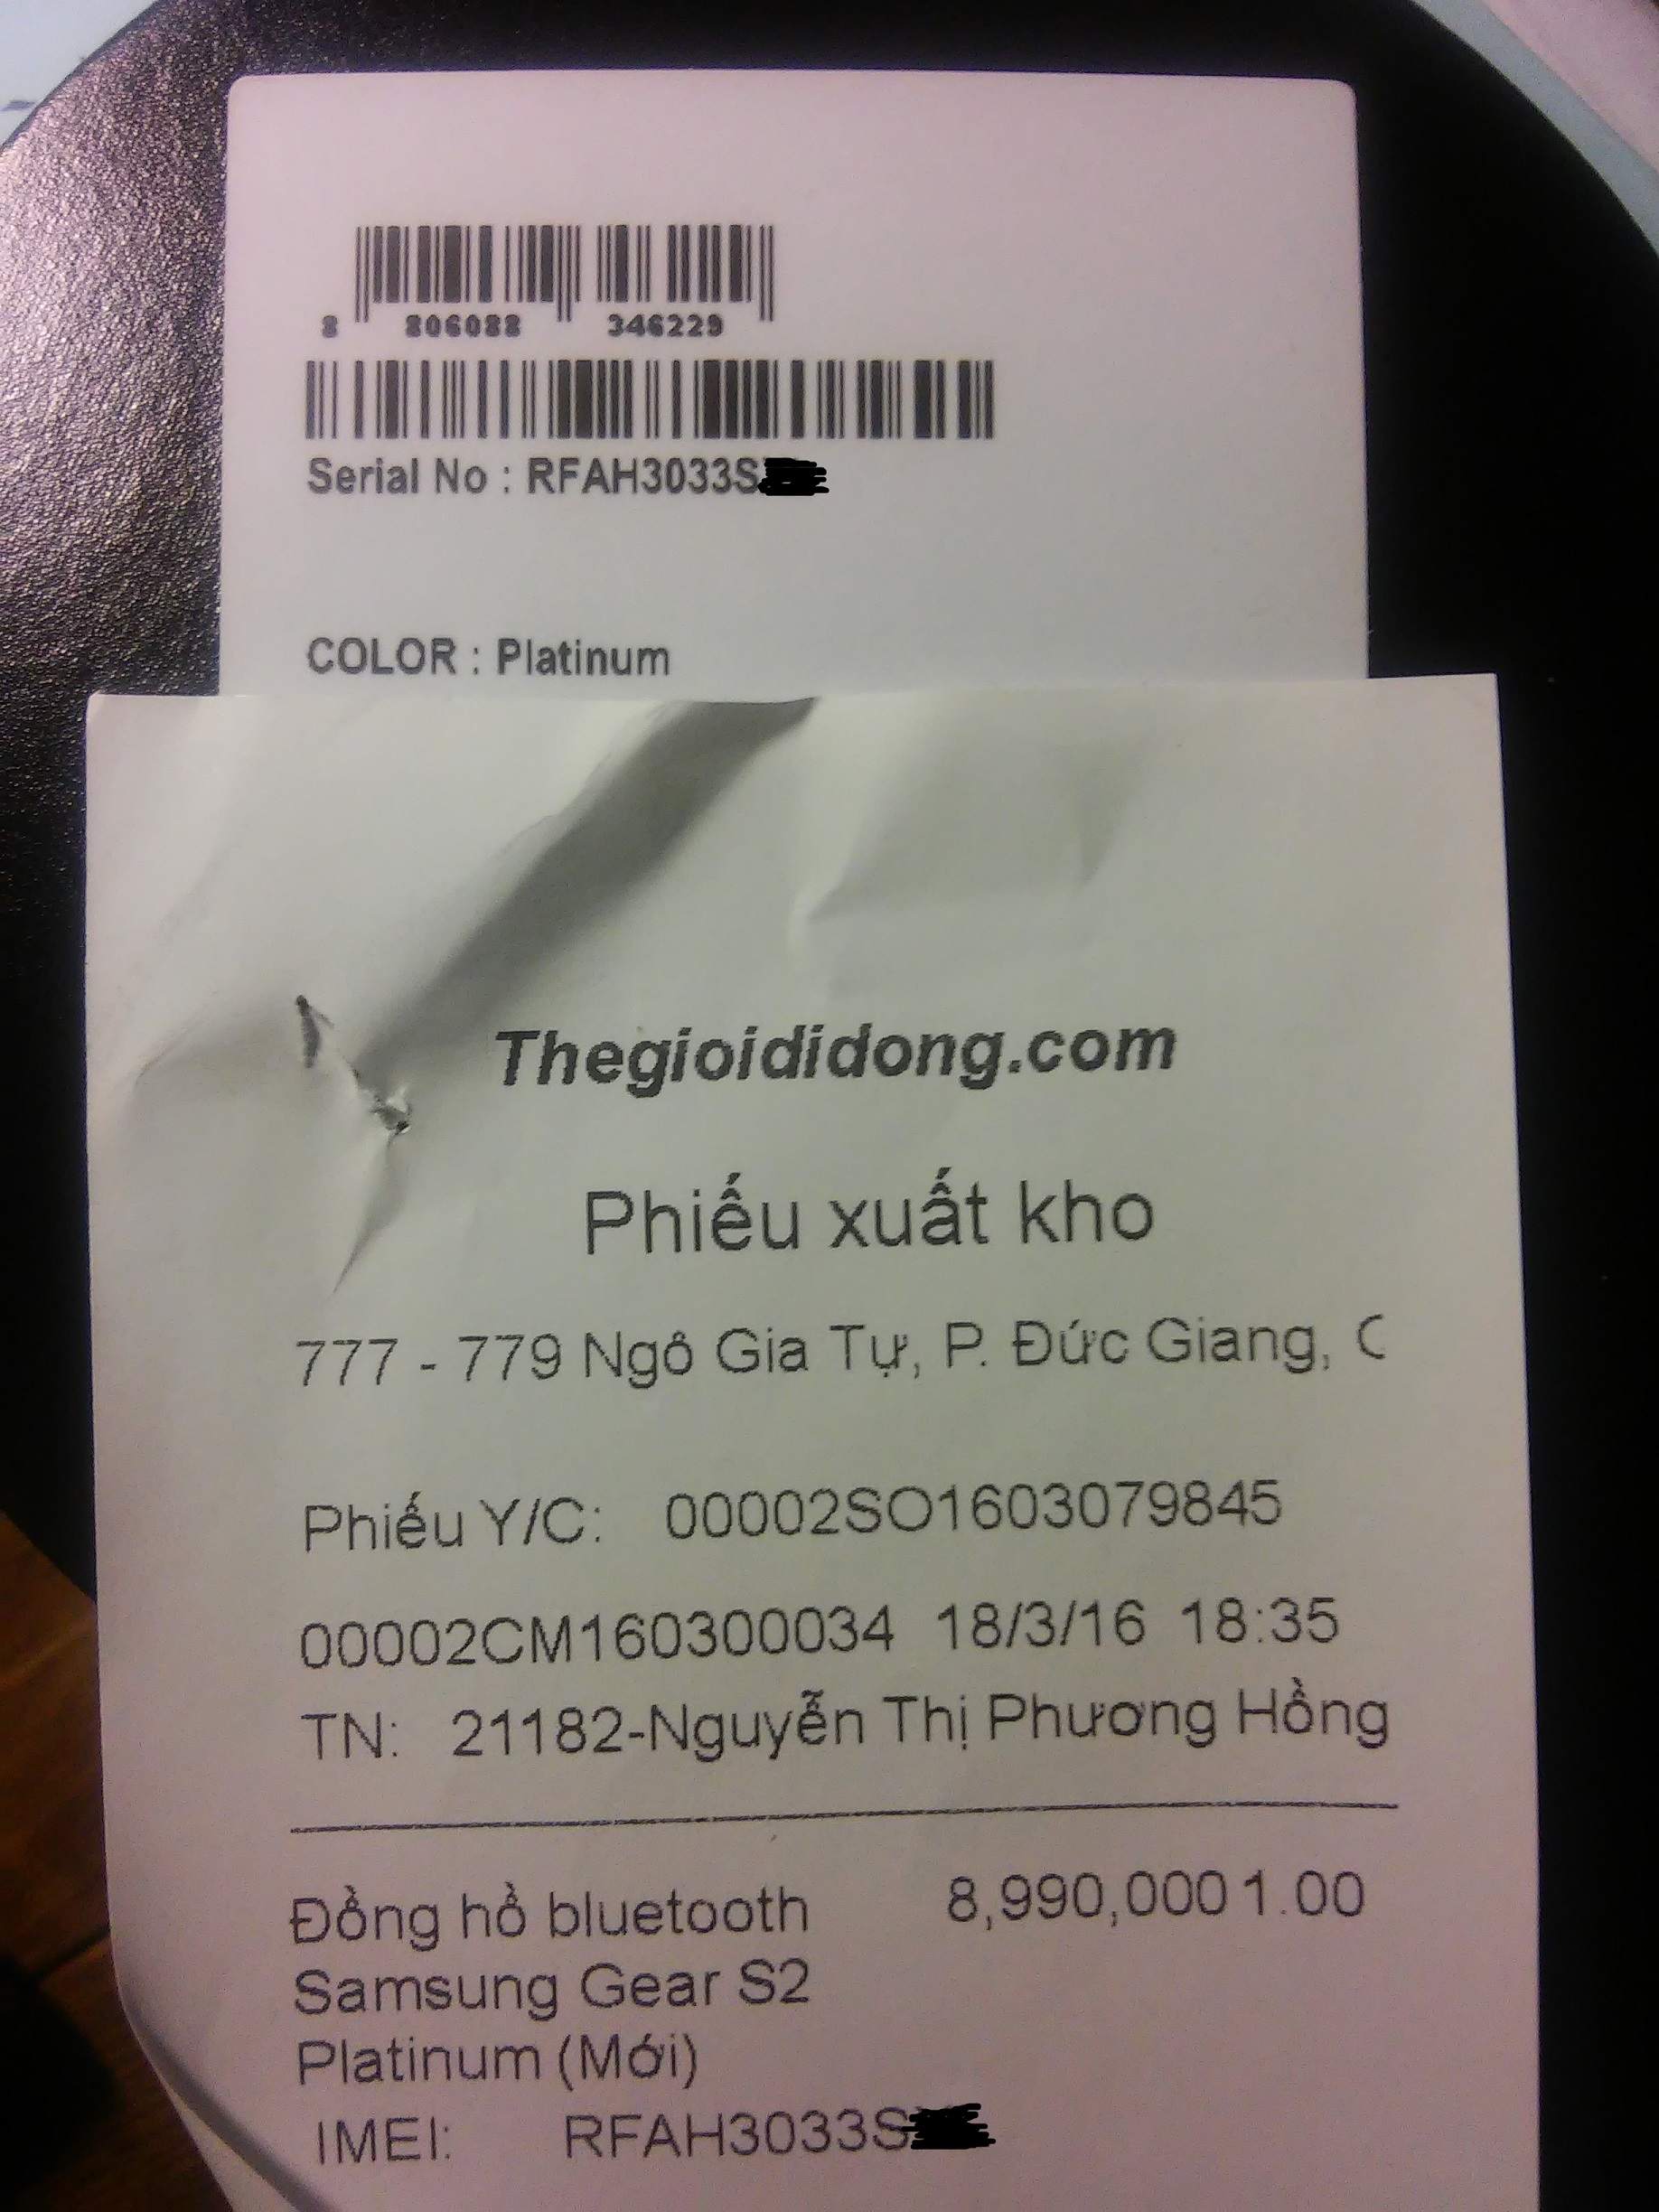 8 806088 346229
Serial No : RFAH3033S
COLOR : Platinum
Thegioididong.com
Phiếu xuất kho
777 - 779 Ngô Gia Tự, P. Đức Giang,
Phiếu Y/C: 00002SO1603079845
00002CM160300034 18/3/16 18:35
TN: 21182-Nguyễn Thị Phương Hồng
Đồng hồ bluetooth 8,990,000 1.00
Samsung Gear S2
Platinum (Mới)
IMEI: RFAH3033S